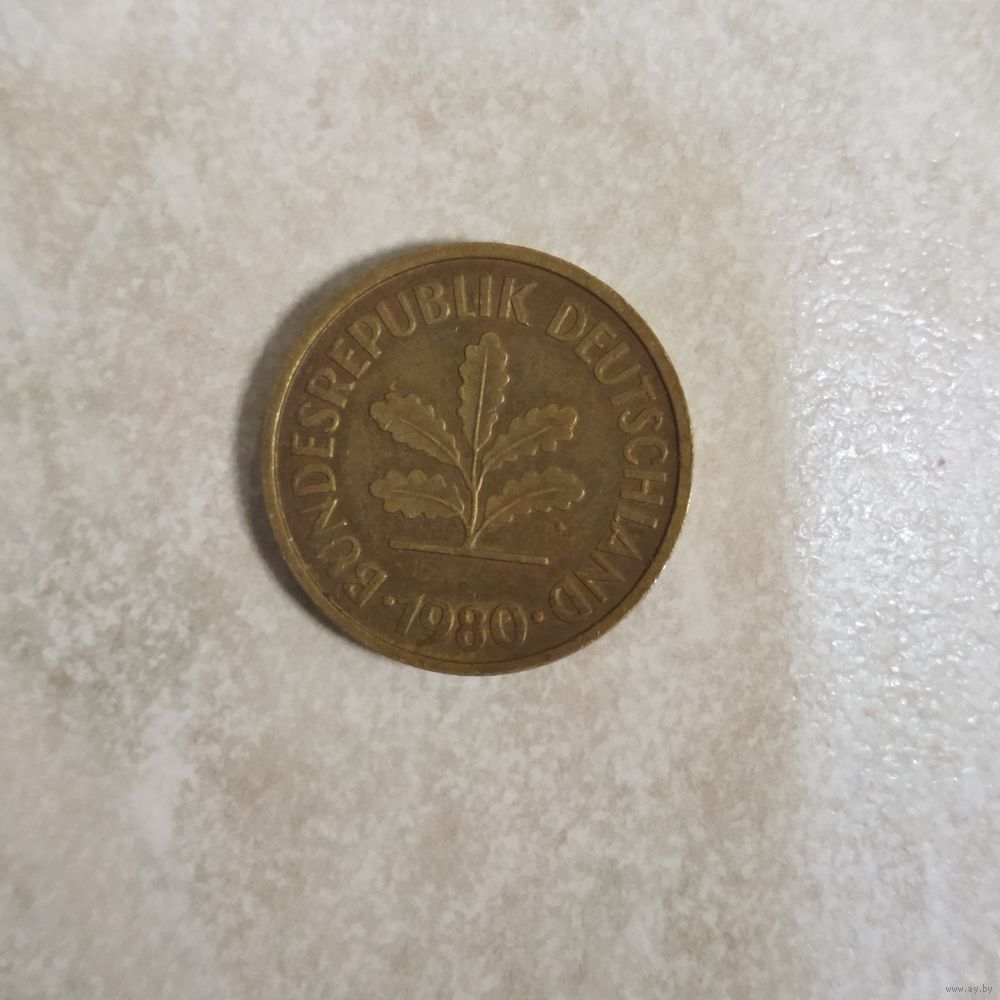 BUNDESREPUBLIK DEUTSCHLAND
· 1980 ·
www.ay.by